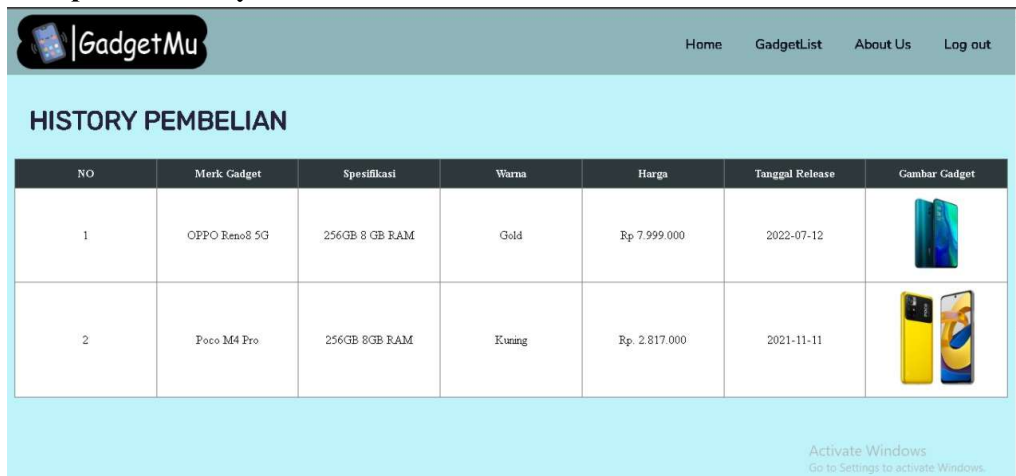 GadgetMu
Home GadgetList About Us Log out
HISTORY PEMBELIAN
NO Merk Gadget Spesifikasi Warna Harga Tanggal Release Gambar Gadget
1 OPPO Reno8 5G 256GB 8 GB RAM Gold Rp 7.999.000 2022-07-12
2 Poco M4 Pro 256GB 8GB RAM Kuning Rp. 2.817.000 2021-11-11
Activate Windows
Go to Settings to activate Windows.